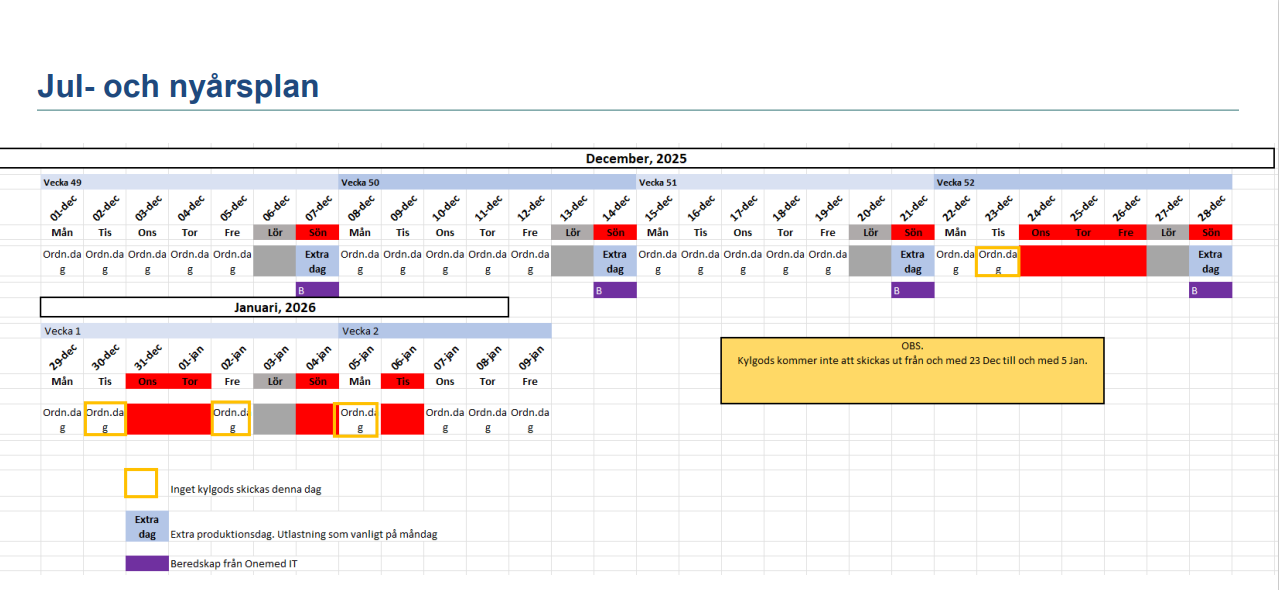 Jul- och nyårsplan
December, 2025
Vecka 49 Vecka 50 Vecka 51 Vecka 52
01-dec 02-dec 03-dec 04-dec 05-dec 06-dec 07-dec 08-dec 09-dec 10-dec 11-dec 12-dec 13-dec 14-dec 15-dec 16-dec 17-dec 18-dec 19-dec 20-dec 21-dec 22-dec 23-dec 24-dec 25-dec 26-dec 27-dec 28-dec
Mån Tis Ons Tor Fre Lör Sön Mån Tis Ons Tor Fre Lör Sön Mån Tis Ons Tor Fre Lör Sön Mån Tis Ons Tor Fre Lör Sön
Ordn.da Ordn.da Ordn.da Ordn.da Ordn.da Extra Ordn.da Ordn.da Ordn.da Ordn.da Ordn.da Extra Ordn.da Ordn.da Ordn.da Ordn.da Ordn.da Extra Ordn.da Ordn.da Extra
g g g g g dag g g g g g dag g g g g g dag g g dag
B B B B
Januari, 2026
Vecka 1 Vecka 2
29-dec 30-dec 31-dec 01-jan 02-jan 03-jan 04-jan 05-jan 06-jan 07-jan 08-jan 09-jan
Mån Tis Ons Tor Fre Lör Sön Mån Tis Ons Tor Fre
Ordn.da Ordn.da Ordn.da Ordn.da Ordn.da Ordn.da Ordn.da
g g g g g g g
OBS.
Kylgods kommer inte att skickas ut från och med 23 Dec till och med 5 Jan.
Inget kylgods skickas denna dag
Extra
dag Extra produktionsdag. Utlastning som vanligt på måndag
Beredskap från Onemed IT